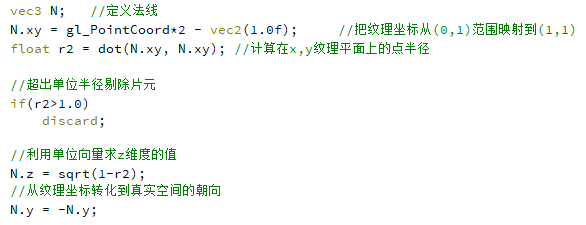 vec3 N;   //定义法线
N.xy = gl_PointCoord*2 - vec2(1.0f);     //把纹理坐标从(0,1)范围映射到(1,1)
float r2 = dot(N.xy, N.xy); //计算在x,y纹理平面上的点半径
//超出单位半径剔除片元
if(r2>1.0)
    discard;
//利用单位向量求z维度的值
N.z = sqrt(1-r2);
//从纹理坐标转化到真实空间的朝向
N.y = -N.y;